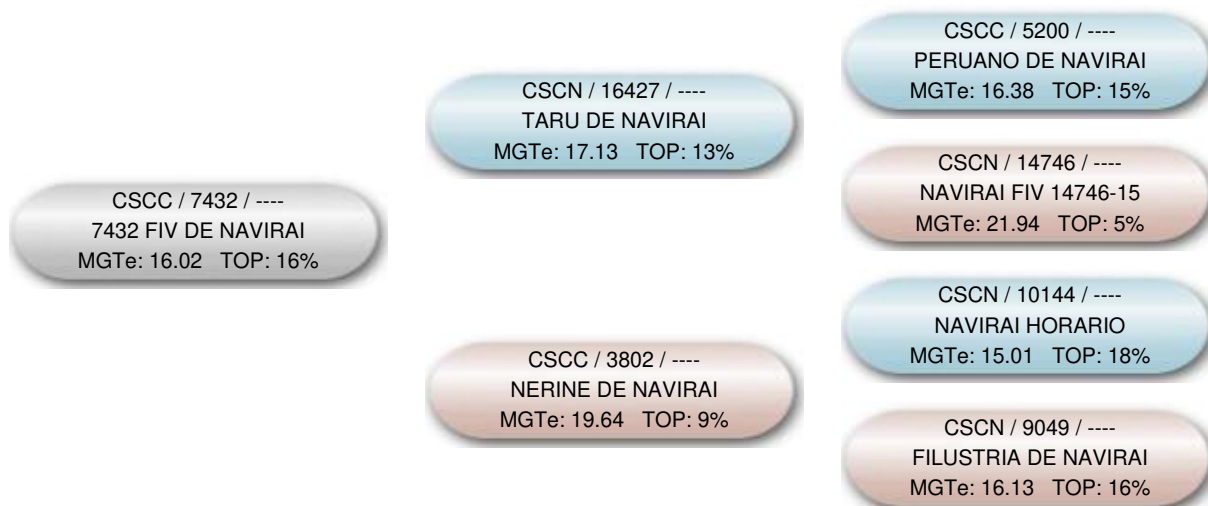 CSCC / 7432 / ----
7432 FIV DE NAVIRAI
MGTe: 16.02 TOP: 16%
CSCN / 16427 / ----
TARU DE NAVIRAI
MGTe: 17.13 TOP: 13%
CSCC / 3802 / ----
NERINE DE NAVIRAI
MGTe: 19.64 TOP: 9%
CSCC / 5200 / ----
PERUANO DE NAVIRAI
MGTe: 16.38 TOP: 15%
CSCN / 14746 / ----
NAVIRAI FIV 14746-15
MGTe: 21.94 TOP: 5%
CSCN / 10144 / ----
NAVIRAI HORARIO
MGTe: 15.01 TOP: 18%
CSCN / 9049 / ----
FILUSTRIA DE NAVIRAI
MGTe: 16.13 TOP: 16%